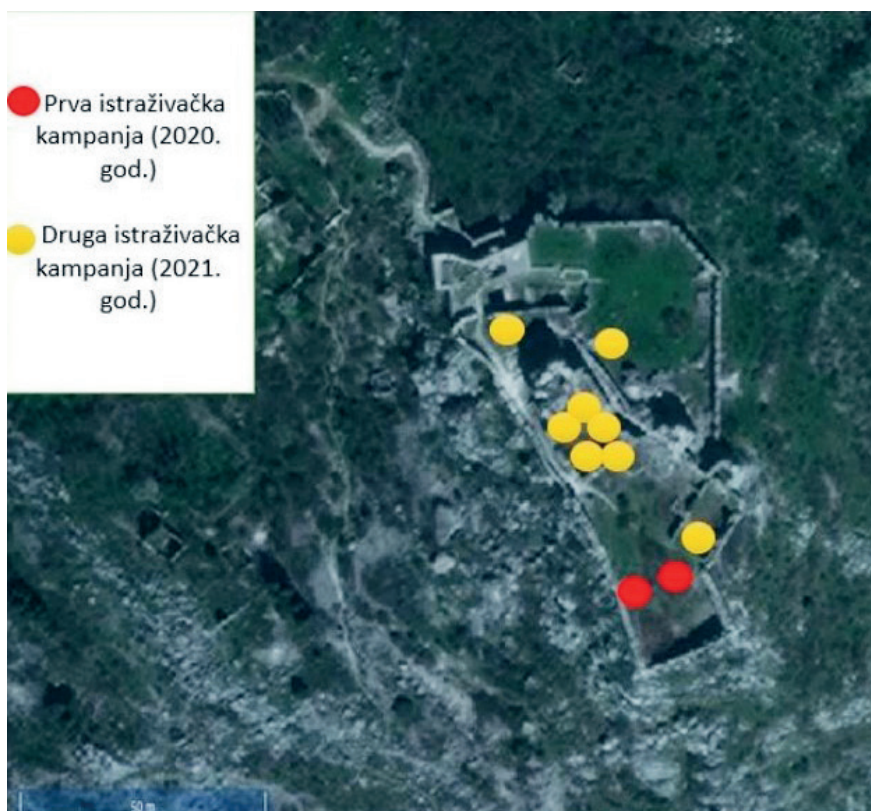 Prva istraživačka
kampanja (2020.
god.)
Druga istraživačka
kampanja (2021.
god.)
50 m